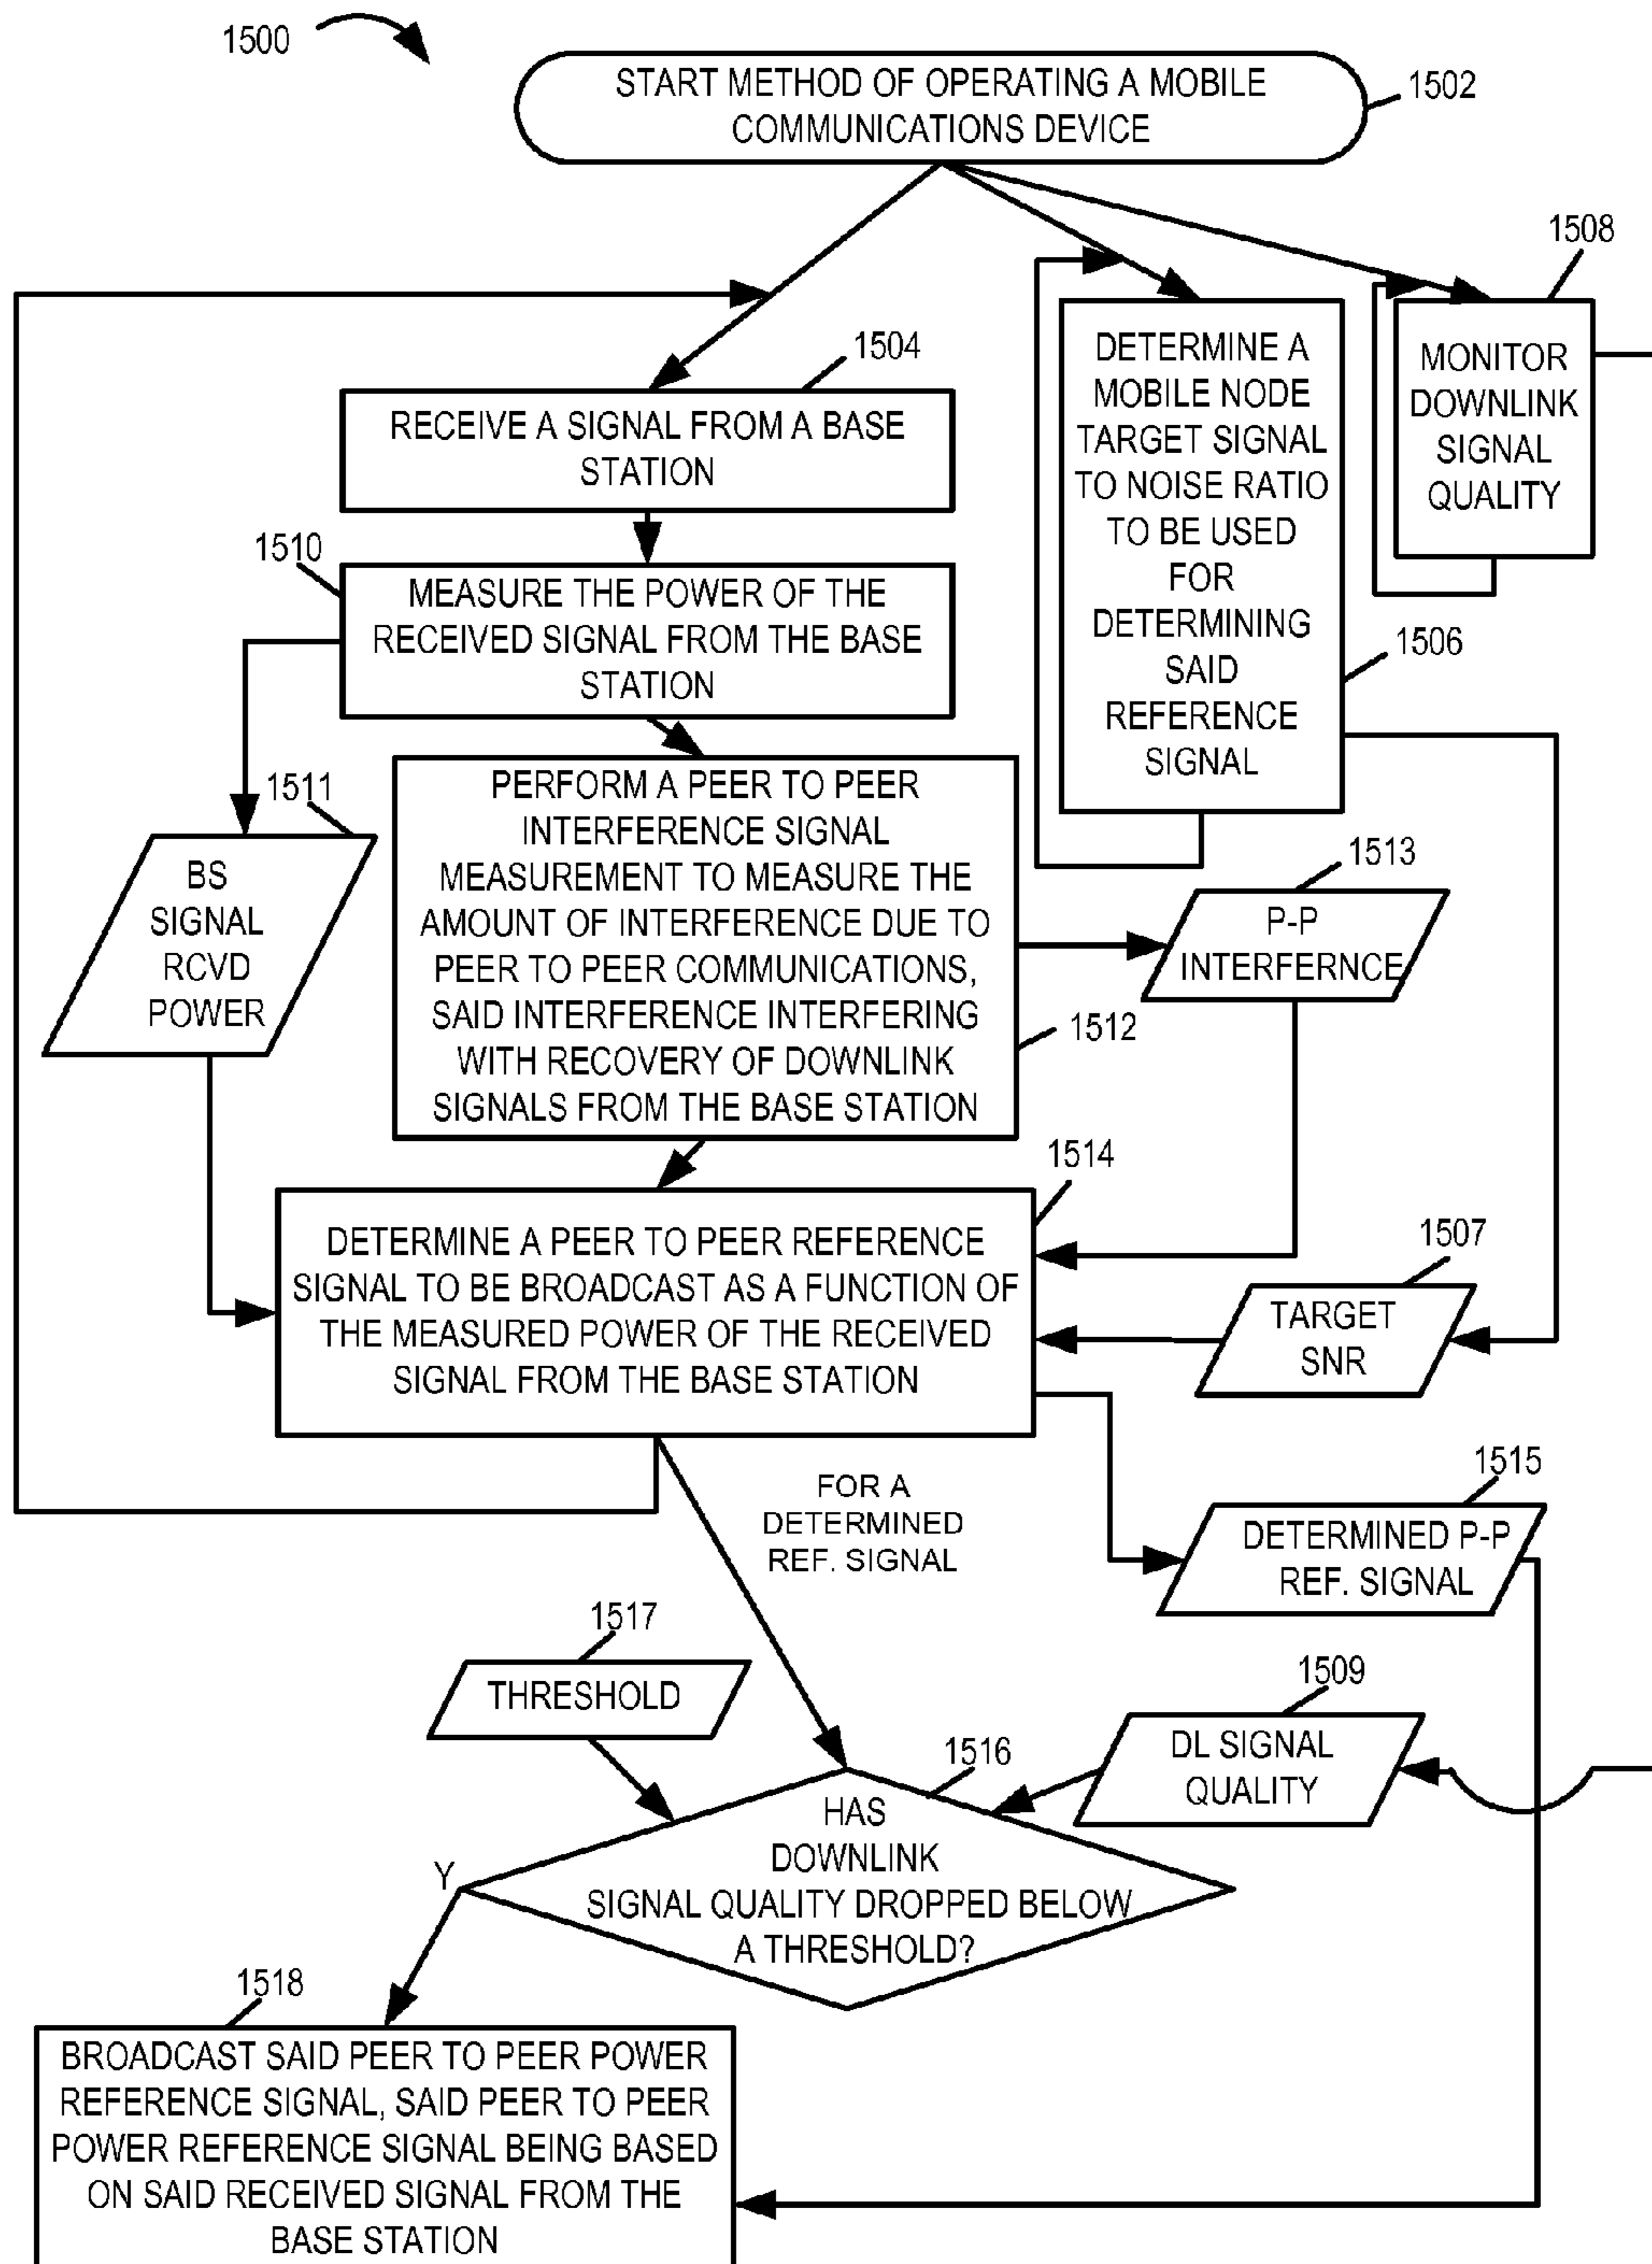 1500
START METHOD OF OPERATING A MOBILE
COMMUNICATIONS DEVICE
1502
1508
MONITOR
DOWNLINK
SIGNAL
QUALITY
1504
RECEIVE A SIGNAL FROM A BASE
STATION
DETERMINE A
MOBILE NODE
TARGET SIGNAL
TO NOISE RATIO
TO BE USED
FOR
DETERMINING
SAID
REFERENCE
SIGNAL
1506
1510
MEASURE THE POWER OF THE
RECEIVED SIGNAL FROM THE BASE
STATION
1511
BS
SIGNAL
RCVD
POWER
PERFORM A PEER TO PEER
INTERFERENCE SIGNAL
MEASUREMENT TO MEASURE THE
AMOUNT OF INTERFERENCE DUE TO
PEER TO PEER COMMUNICATIONS,
SAID INTERFERENCE INTERFERING
WITH RECOVERY OF DOWNLINK
SIGNALS FROM THE BASE STATION
1512
1513
P-P
INTERFERNCE
1514
DETERMINE A PEER TO PEER REFERENCE
SIGNAL TO BE BROADCAST AS A FUNCTION OF
THE MEASURED POWER OF THE RECEIVED
SIGNAL FROM THE BASE STATION
1507
TARGET
SNR
FOR A
DETERMINED
REF. SIGNAL
1515
DETERMINED P-P
REF. SIGNAL
1517
THRESHOLD
1509
DL SIGNAL
QUALITY
1516
HAS
DOWNLINK
SIGNAL QUALITY DROPPED BELOW
A THRESHOLD?
Y
1518
BROADCAST SAID PEER TO PEER POWER
REFERENCE SIGNAL, SAID PEER TO PEER
POWER REFERENCE SIGNAL BEING BASED
ON SAID RECEIVED SIGNAL FROM THE
BASE STATION